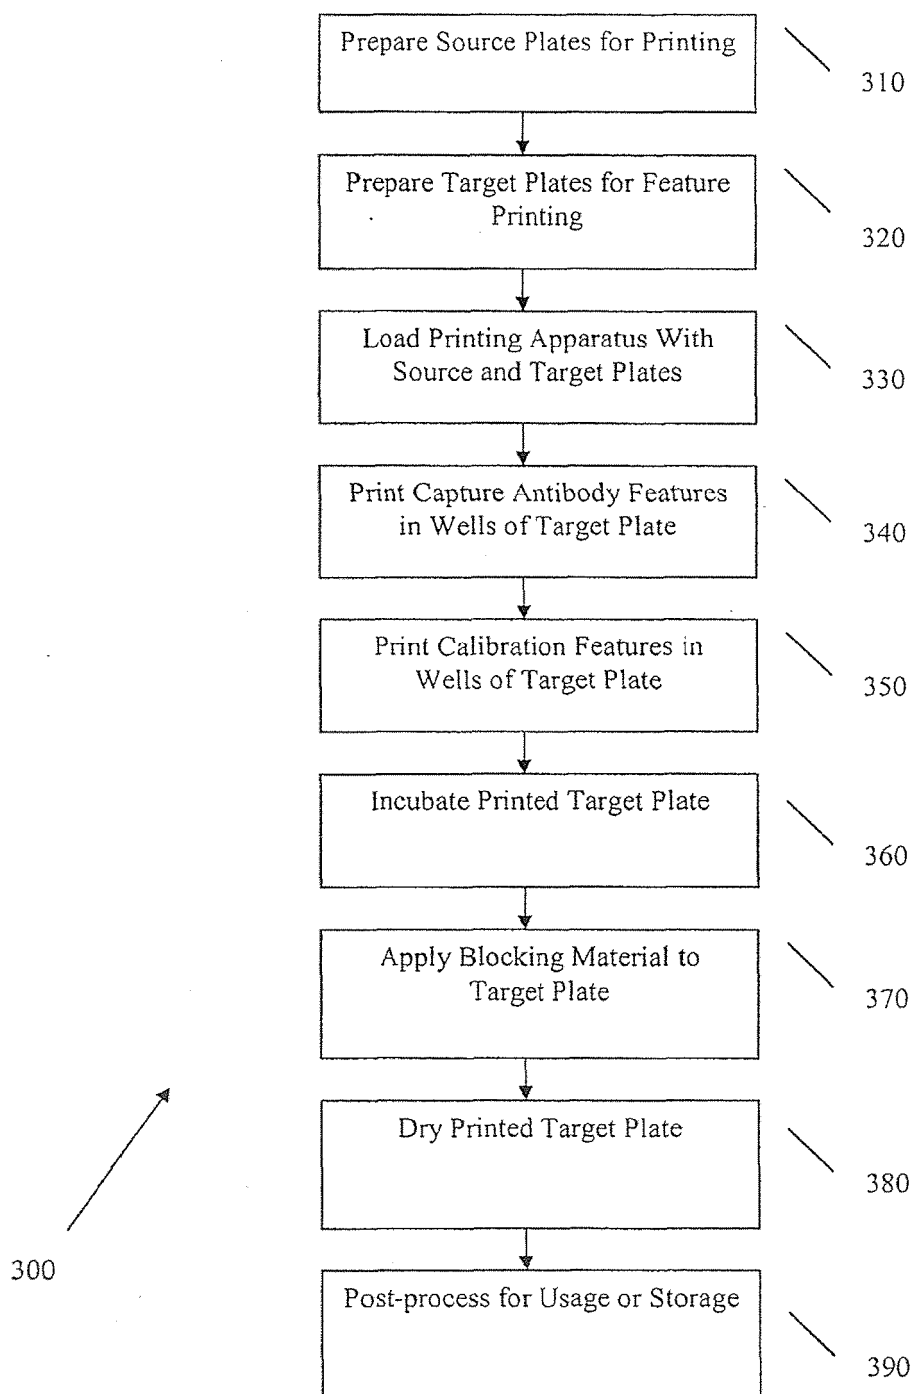 Prepare Source Plates for Printing
310
Prepare Target Plates for Feature
Printing
320
Load Printing Apparatus With
Source and Target Plates
330
Print Capture Antibody Features
in Wells of Target Plate
340
Print Calibration Features in
Wells of Target Plate
350
Incubate Printed Target Plate
360
Apply Blocking Material to
Target Plate
370
Dry Printed Target Plate
380
300
Post-process for Usage or Storage
390